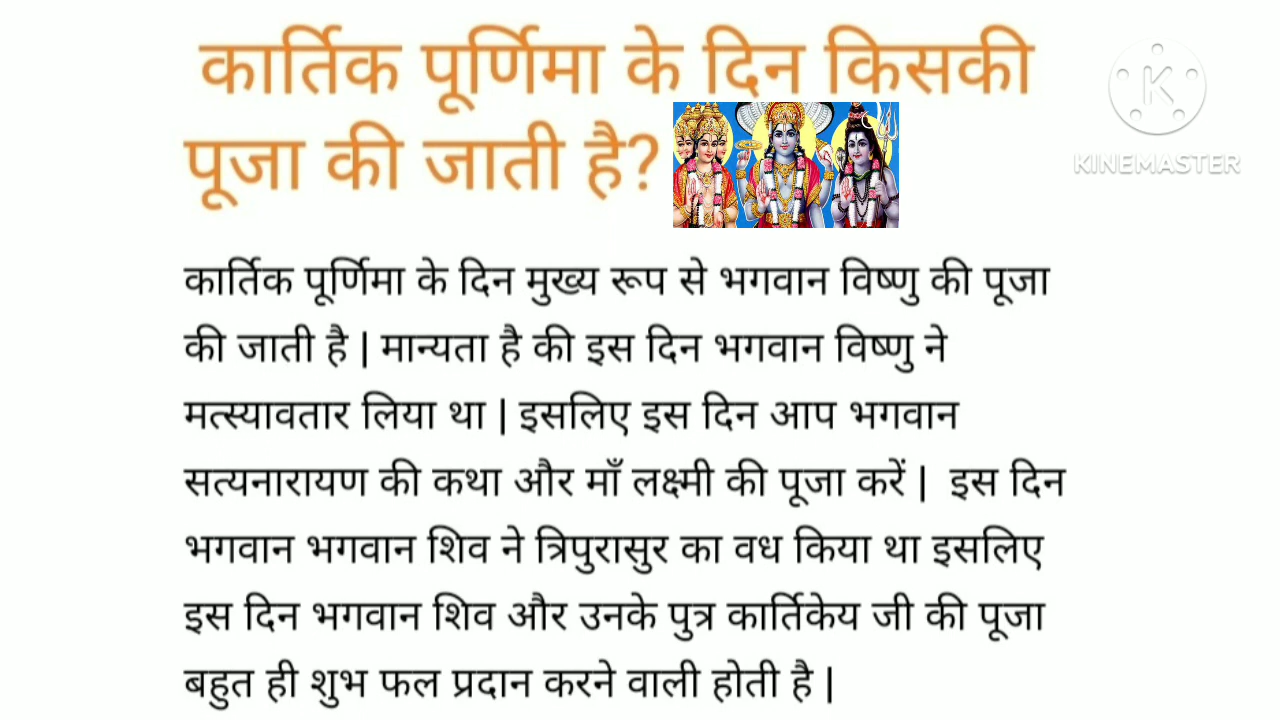 कार्तिक पूर्णिमा के दिन किसकी
पूजा की जाती है?
KINEMASTER
कार्तिक पूर्णिमा के दिन मुख्य रूप से भगवान विष्णु की पूजा
की जाती है | मान्यता है की इस दिन भगवान विष्णु ने
मत्स्यावतार लिया था | इसलिए इस दिन आप भगवान
सत्यनारायण की कथा और माँ लक्ष्मी की पूजा करें | इस दिन
भगवान भगवान शिव ने त्रिपुरासुर का वध किया था इसलिए
इस दिन भगवान शिव और उनके पुत्र कार्तिकेय जी की पूजा
बहुत ही शुभ फल प्रदान करने वाली होती है |